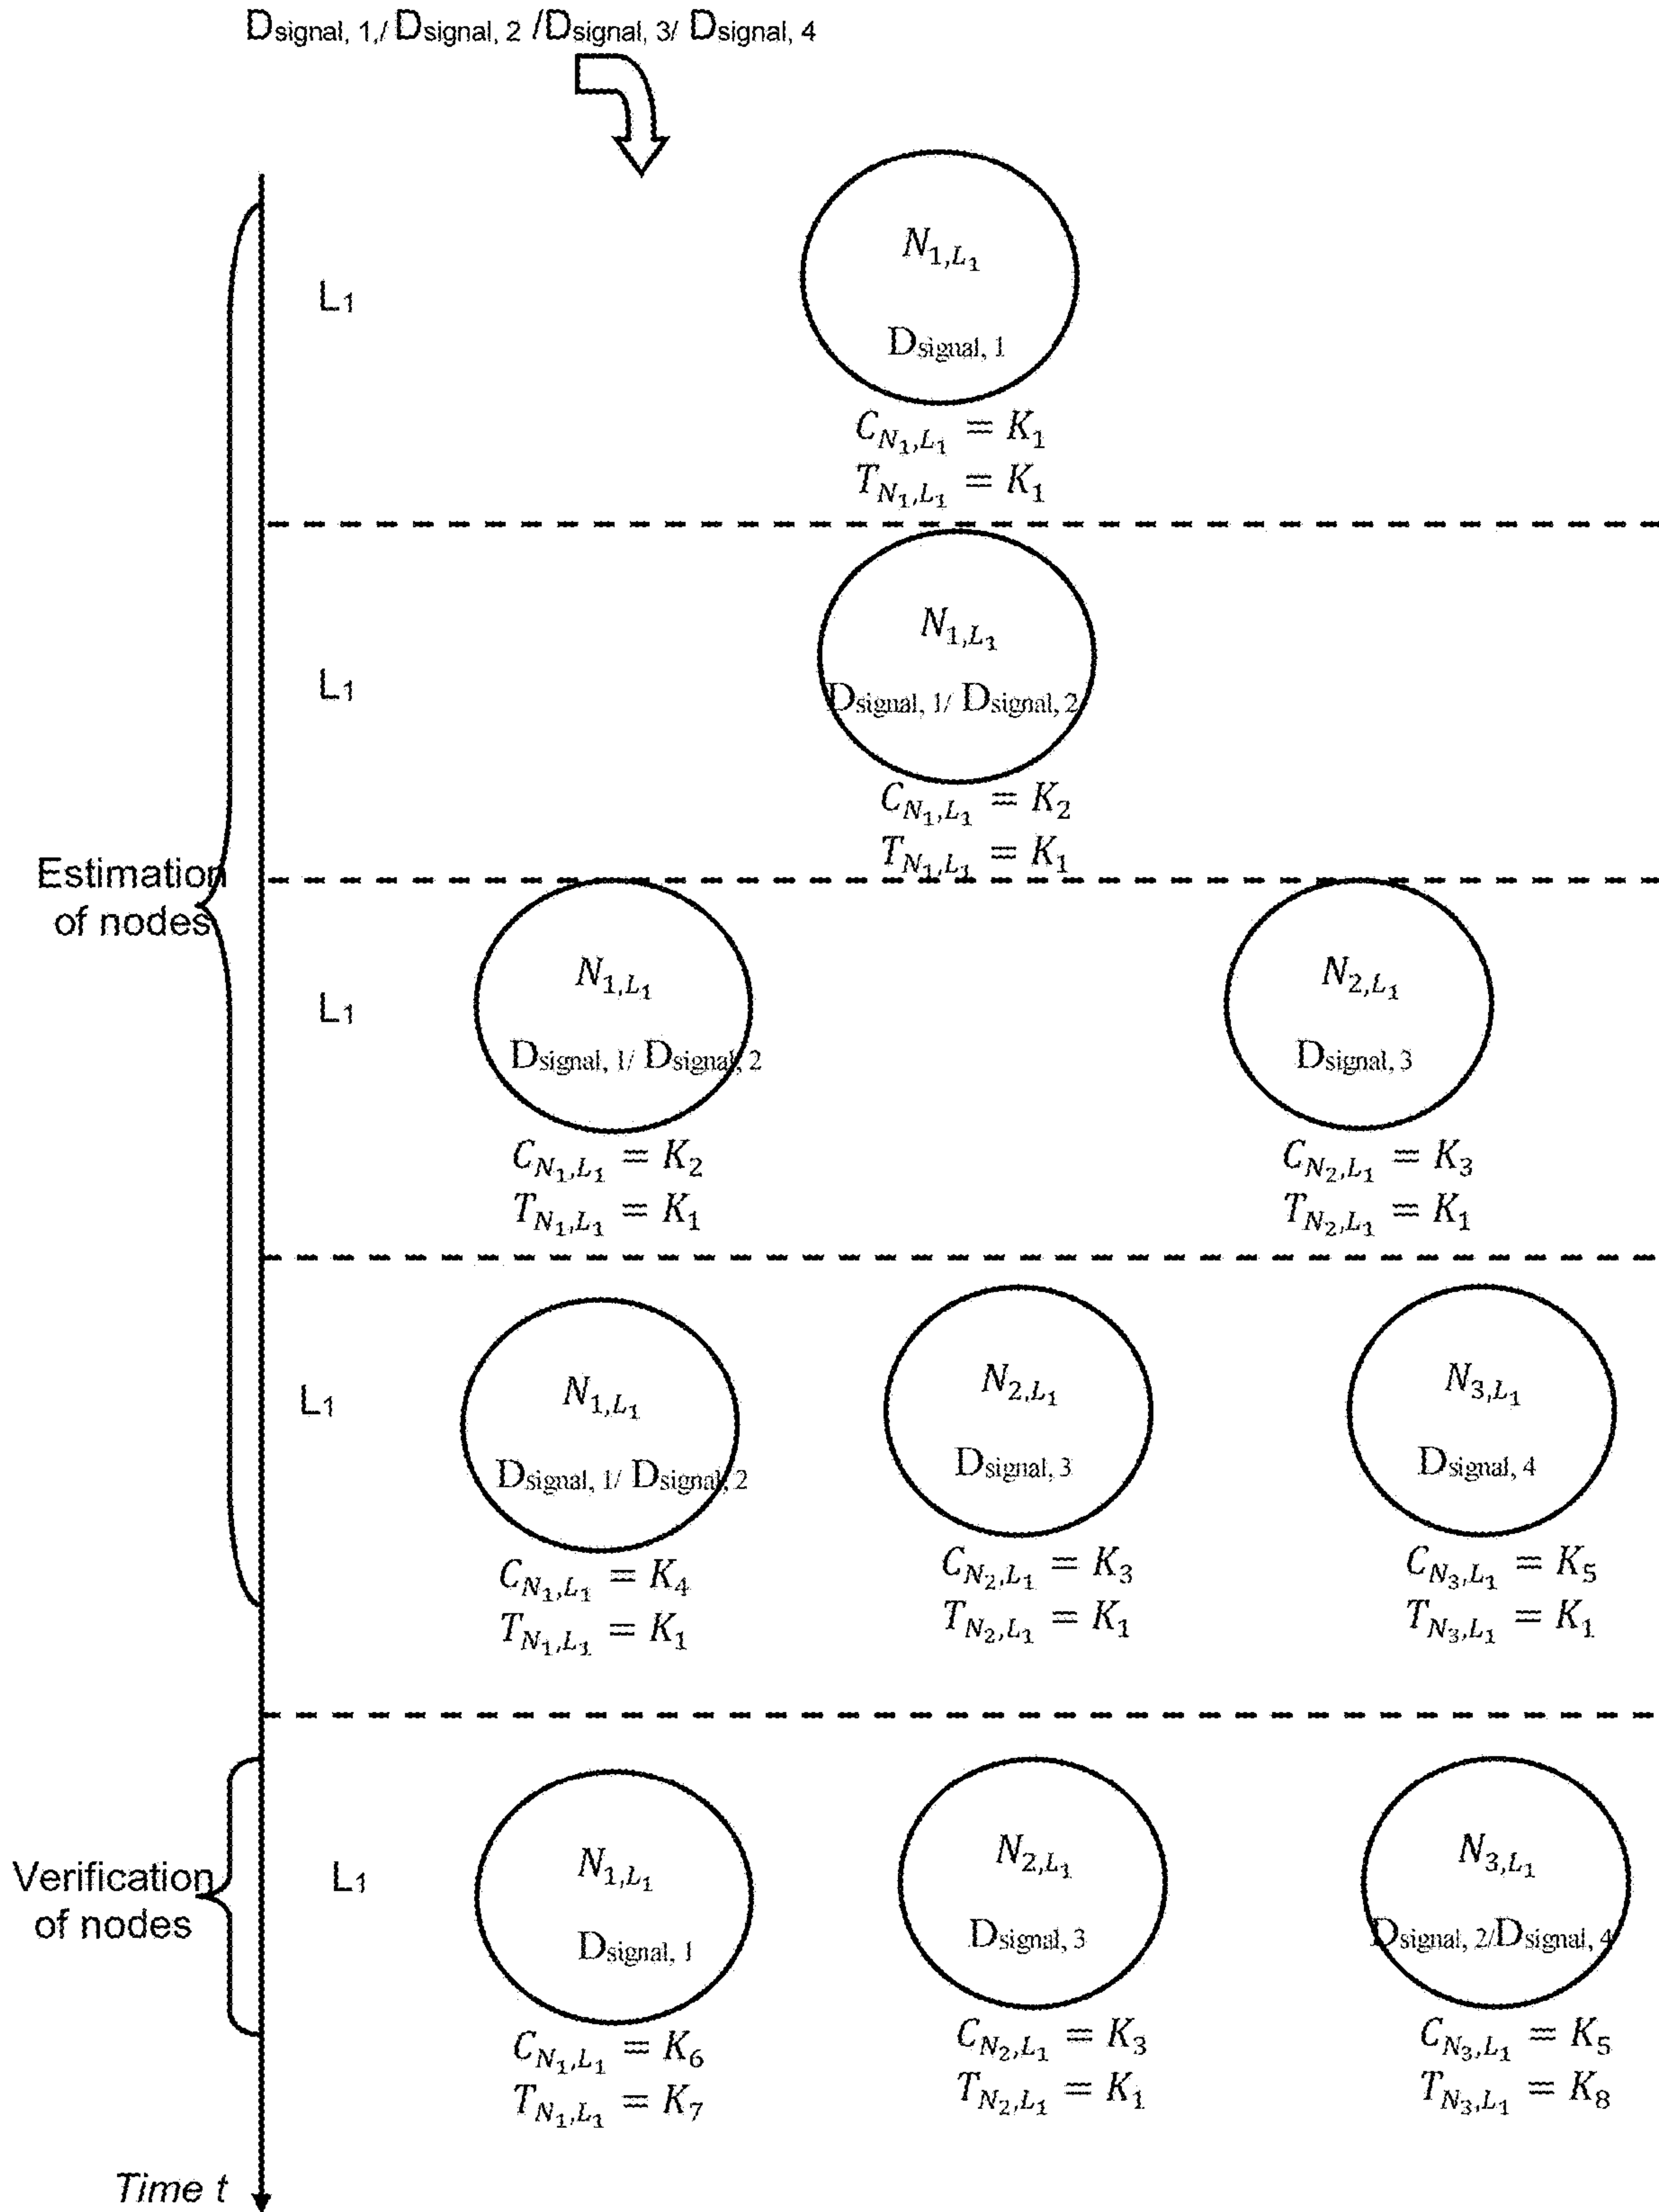 Dsignal, 1,/ Dsignal, 2 /Dsignal, 3/ Dsignal, 4
L1
N1,L1
Dsignal, 1
CN1,L1 = K1
TN1,L1 = K1
L1
N1,L1
Dsignal, 1/ Dsignal, 2
CN1,L1 = K2
TN1,L1 = K1
Estimation
of nodes
L1
N1,L1
Dsignal, 1/ Dsignal, 2
CN1,L1 = K2
TN1,L1 = K1
N2,L1
Dsignal, 3
CN2,L1 = K3
TN2,L1 = K1
L1
N1,L1
Dsignal, 1/ Dsignal, 2
CN1,L1 = K4
TN1,L1 = K1
N2,L1
Dsignal, 3
CN2,L1 = K3
TN2,L1 = K1
N3,L1
Dsignal, 4
CN3,L1 = K5
TN3,L1 = K1
Verification
of nodes
L1
N1,L1
Dsignal, 1
CN1,L1 = K6
TN1,L1 = K7
N2,L1
Dsignal, 3
CN2,L1 = K3
TN2,L1 = K1
N3,L1
Dsignal, 2/Dsignal, 4
CN3,L1 = K5
TN3,L1 = K8
Time t